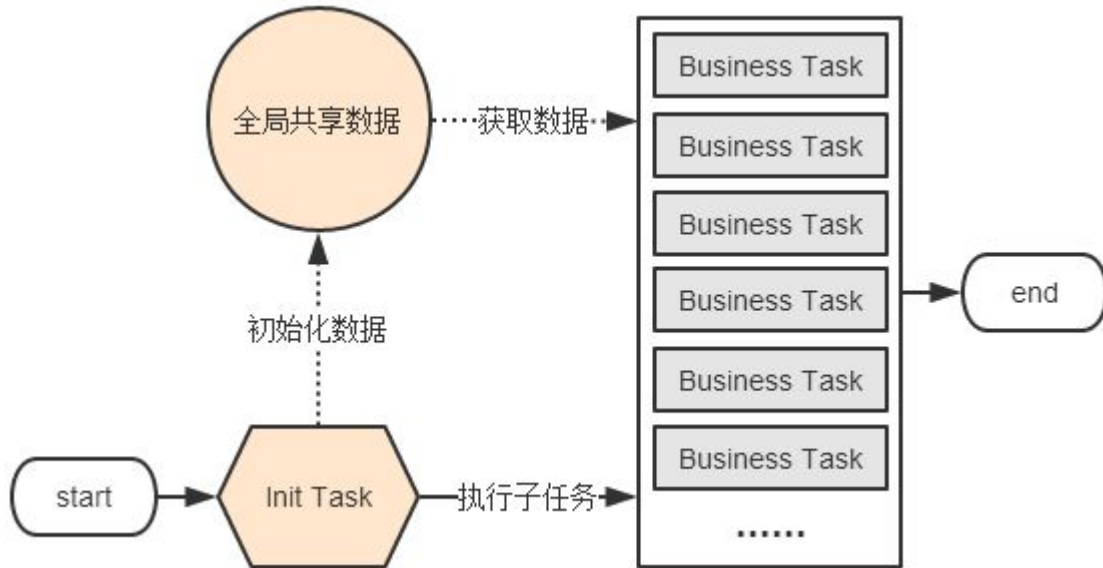 全局共享数据
获取数据
Business Task
Business Task
Business Task
Business Task
Business Task
Business Task
......
初始化数据
start
Init Task
执行子任务
end